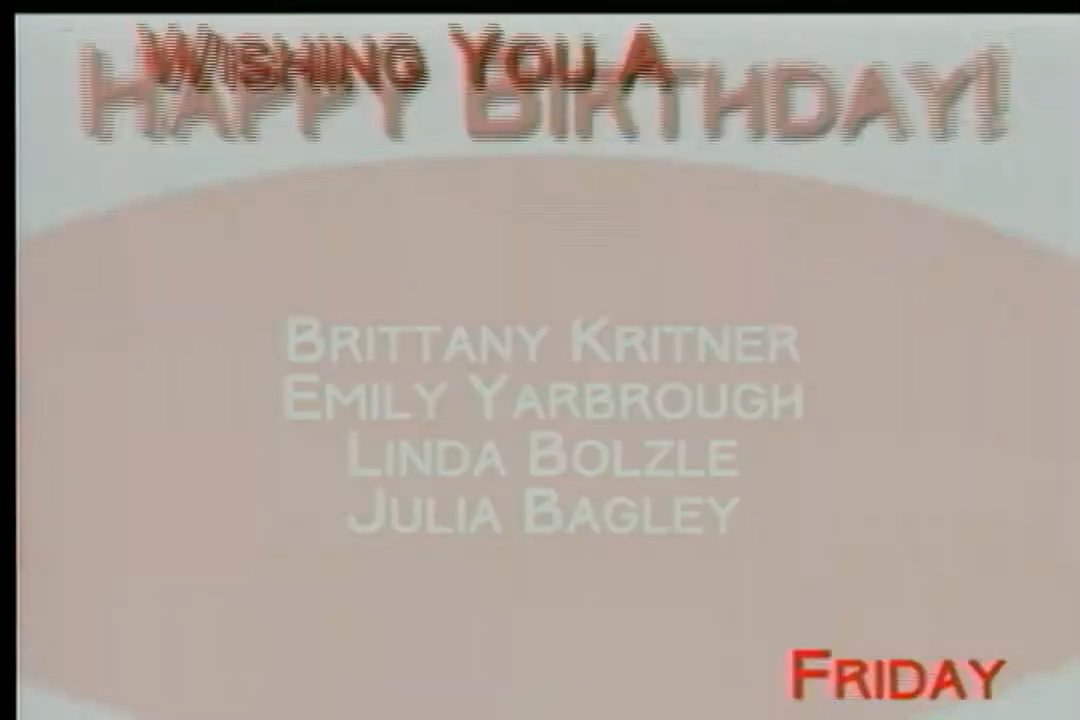 Wishing You A
Happy Birthday!
Brittany Kritner
Emily Yarbrough
Linda Bolzle
Julia Bagley
Friday